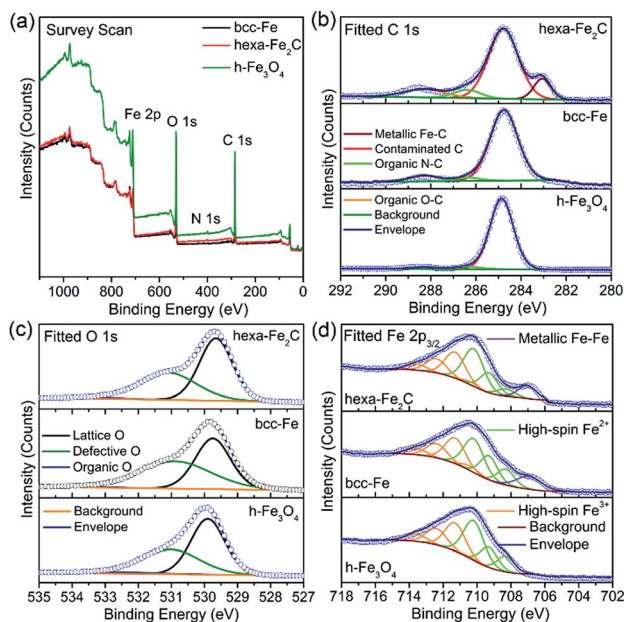 (a)
Survey Scan
bcc-Fe
hexa-Fe₂C
h-Fe₃O₄
Fe 2p
O 1s
C 1s
N 1s
Intensity (Counts)
1000 800 600 400 200 0
Binding Energy (eV)
(b)
Fitted C 1s
hexa-Fe₂C
bcc-Fe
Metallic Fe-C
Contaminated C
Organic N-C
Organic O-C
h-Fe₃O₄
Background
Envelope
Intensity (Counts)
292 290 288 286 284 282 280
Binding Energy (eV)
(c)
Fitted O 1s
hexa-Fe₂C
bcc-Fe
Lattice O
Defective O
Organic O
Background
h-Fe₃O₄
Envelope
Intensity (Counts)
535 534 533 532 531 530 529 528 527
Binding Energy (eV)
(d)
Fitted Fe 2p₃/₂
Metallic Fe-Fe
hexa-Fe₂C
High-spin Fe²⁺
bcc-Fe
High-spin Fe³⁺
Background
Envelope
h-Fe₃O₄
Intensity (Counts)
718 716 714 712 710 708 706 704 702
Binding Energy (eV)